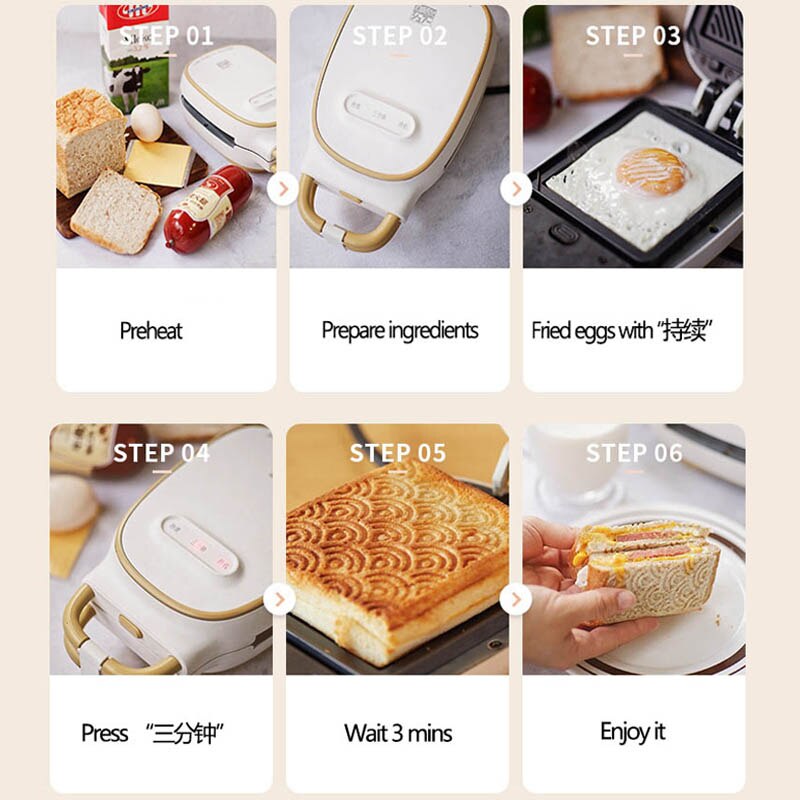 STEP 01
STEP 02
STEP 03
Preheat
Prepare ingredients
Fried eggs with “持续”
STEP 04
STEP 05
STEP 06
Press “三分钟”
Wait 3 mins
Enjoy it